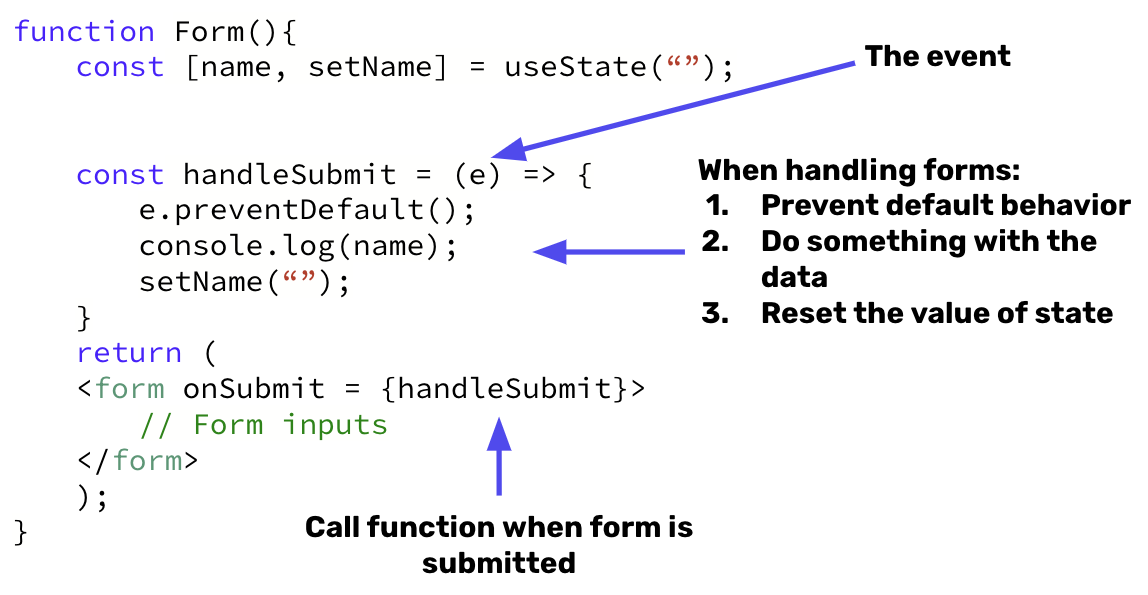 function Form(){
const [name, setName] = useState(“”);
The event
const handleSubmit = (e) => {
e.preventDefault();
console.log(name);
setName(“”);
}
When handling forms:
1. Prevent default behavior
2. Do something with the
data
3. Reset the value of state
return (
<form onSubmit = {handleSubmit}>
// Form inputs
</form>
);
}
Call function when form is
submitted